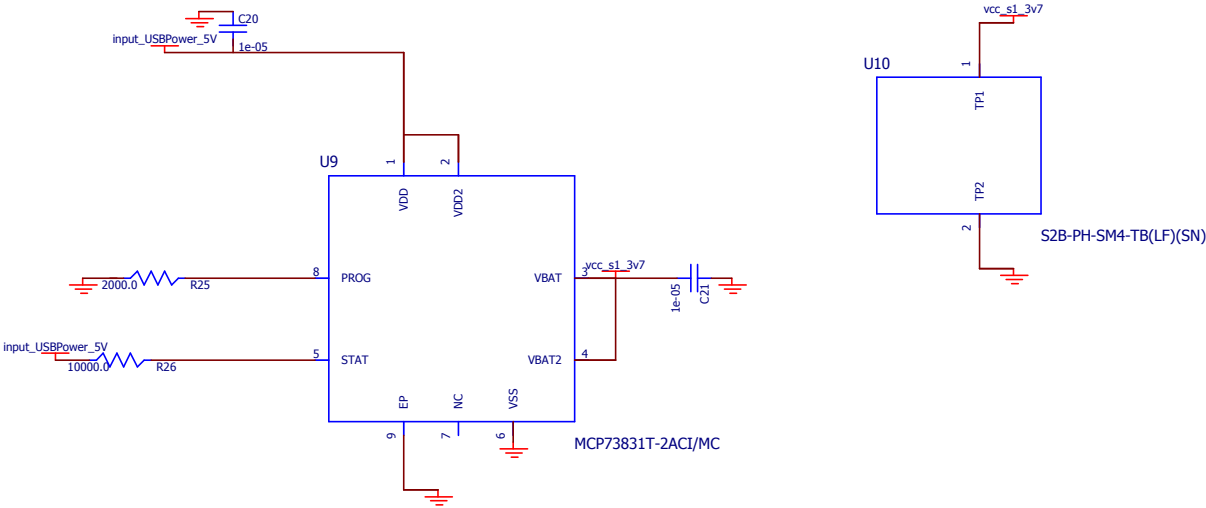 vcc_s1_3v7
C20
input_USBPower_5V
1e-05
U10
1
TP1
TP2
2
S2B-PH-SM4-TB(LF)(SN)
U9
1
2
VDD
VDD2
8
PROG
2000.0
R25
VBAT
3
vcc_s1_3v7
1e-05
C21
input_USBPower_5V
10000.0
R26
5
STAT
VBAT2
4
EP
NC
VSS
9
7
6
MCP73831T-2ACI/MC